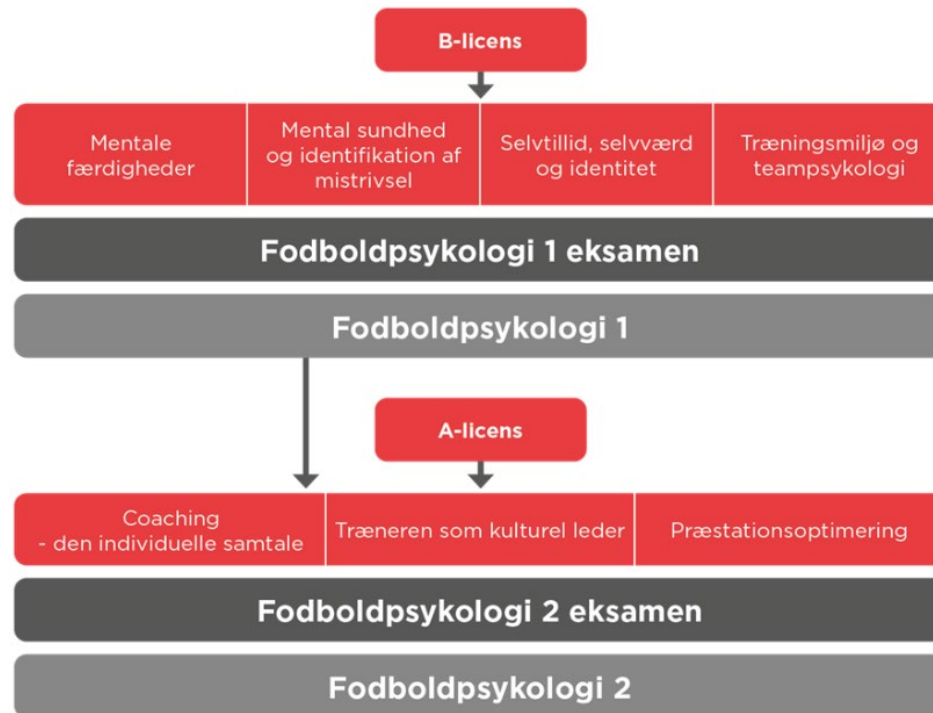 B-licens
Mentale
færdigheder
Mental sundhed
og identifikation af
mistrivsel
Selvtillid, selvværd
og identitet
Træningsmiljø og
teampsykologi
Fodboldpsykologi 1 eksamen
Fodboldpsykologi 1
A-licens
Coaching
- den individuelle samtale
Træneren som kulturel leder
Præstationsoptimering
Fodboldpsykologi 2 eksamen
Fodboldpsykologi 2